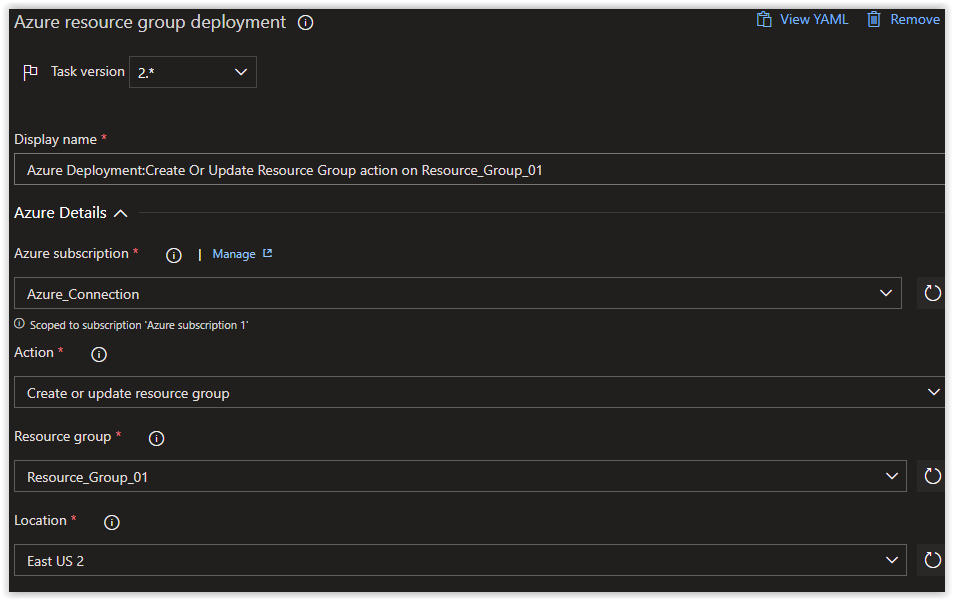 Azure resource group deployment
View YAML
Remove
Task version
2.*
Display name *
Azure Deployment:Create Or Update Resource Group action on Resource_Group_01
Azure Details
Azure subscription *
| Manage
Azure_Connection
Scoped to subscription 'Azure subscription 1'
Action *
Create or update resource group
Resource group *
Resource_Group_01
Location *
East US 2